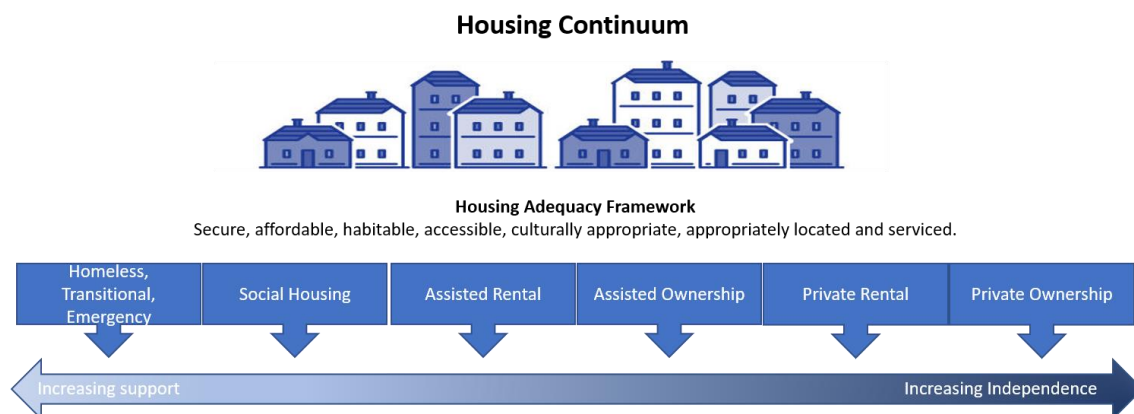 Housing Continuum
Housing Adequacy Framework
Secure, affordable, habitable, accessible, culturally appropriate, appropriately located and serviced.
Homeless,
Transitional,
Emergency
Social Housing
Assisted Rental
Assisted Ownership
Private Rental
Private Ownership
Increasing support
Increasing Independence